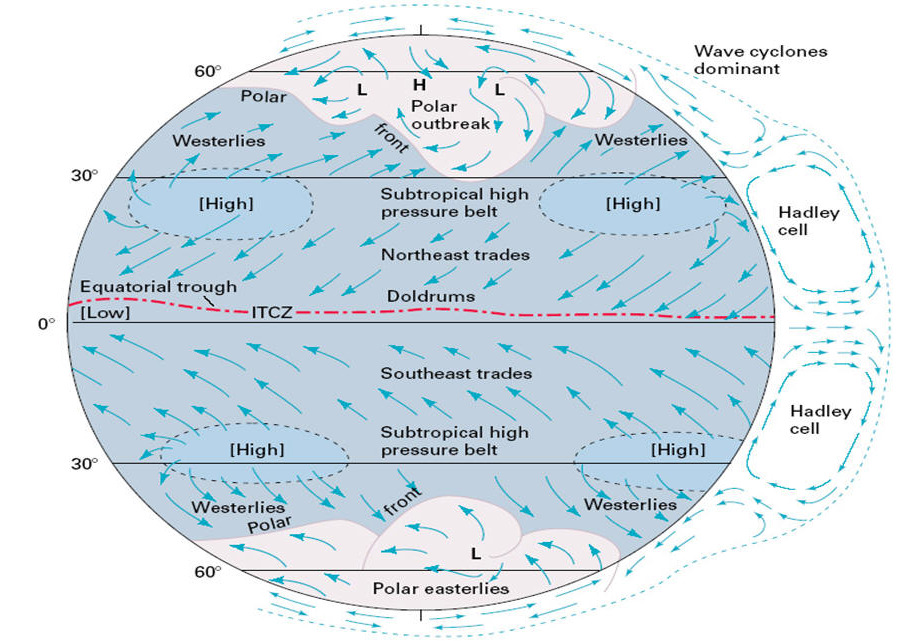 Wave cyclones
dominant
60°
L
H
L
Polar
Polar
outbreak
front
Westerlies
Westerlies
30°
[High]
Subtropical high
pressure belt
[High]
Hadley
cell
Northeast trades
Equatorial trough
Doldrums
[Low]
ITCZ
0°
Southeast trades
Hadley
cell
Subtropical high
pressure belt
[High]
[High]
30°
Westerlies
front
Westerlies
Polar
L
60°
Polar easterlies